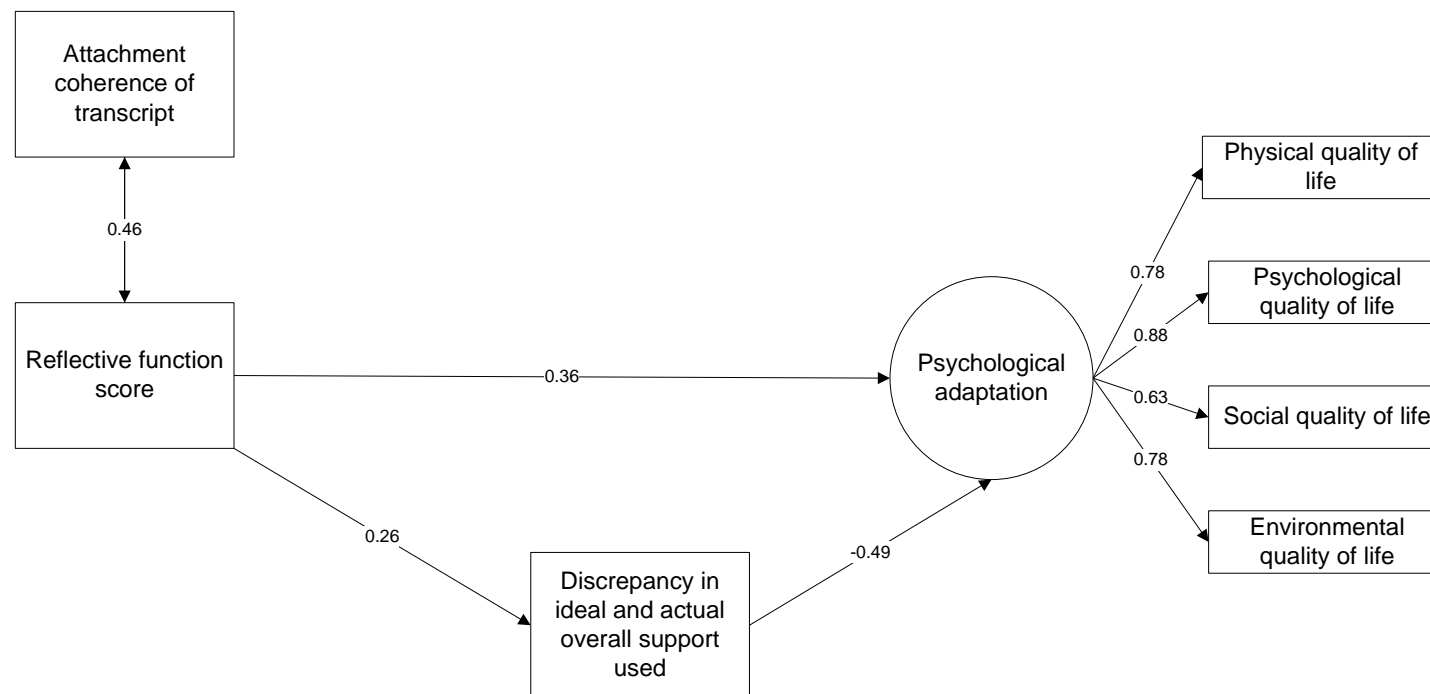 Attachment
coherence of
transcript
0.46
Reflective function
score
0.36
0.26
Discrepancy in
ideal and actual
overall support
used
-0.49
Psychological
adaptation
0.78
0.88
0.63
0.78
Physical quality of
life
Psychological
quality of life
Social quality of life
Environmental
quality of life